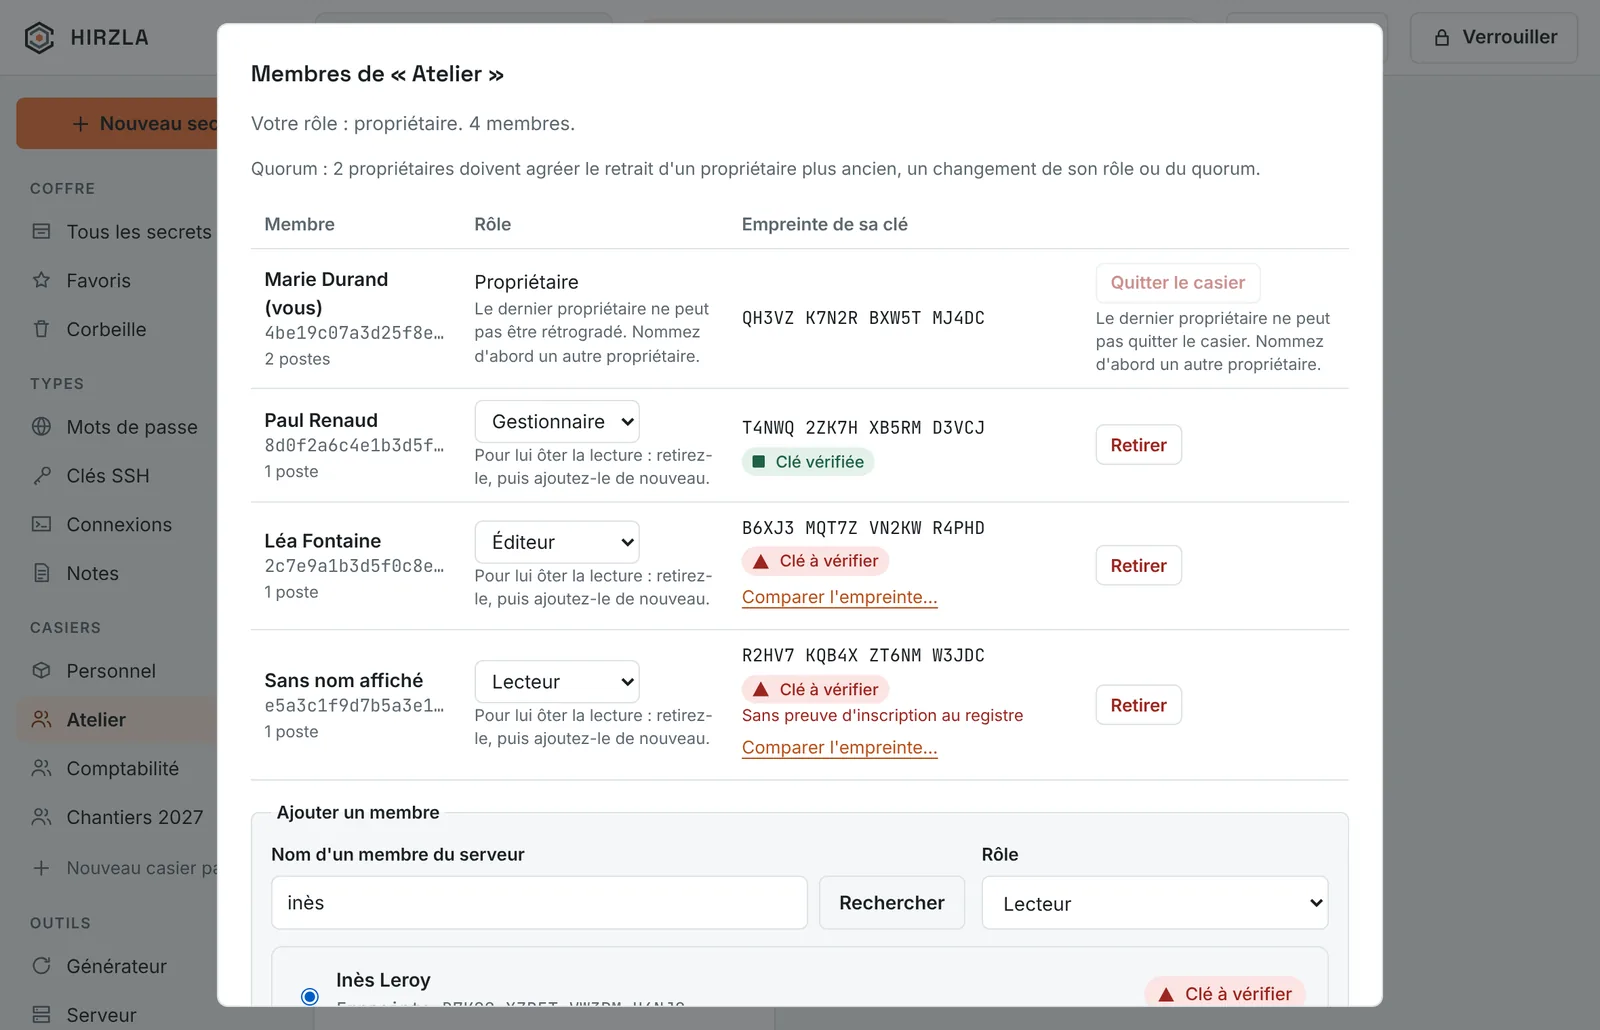 HIRZLA
Verrouiller
+ Nouveau sec
COFFRE
Tous les secrets
Favoris
Corbeille
TYPES
Mots de passe
Clés SSH
Connexions
Notes
CASIERS
Personnel
Atelier
Comptabilité
Chantiers 2027
+ Nouveau casier pa
OUTILS
Générateur
Serveur
Membres de « Atelier »
Votre rôle : propriétaire. 4 membres.
Quorum : 2 propriétaires doivent agréer le retrait d'un propriétaire plus ancien, un changement de son rôle ou du quorum.
Membre Rôle Empreinte de sa clé
Marie Durand
(vous)
4be19c07a3d25f8e…
2 postes
Propriétaire
Le dernier propriétaire ne peut
pas être rétrogradé. Nommez
d'abord un autre propriétaire.
QH3VZ K7N2R BXW5T MJ4DC
Quitter le casier
Le dernier propriétaire ne peut
pas quitter le casier. Nommez
d'abord un autre propriétaire.
Paul Renaud
8d0f2a6c4e1b3d5f…
1 poste
Gestionnaire
Pour lui ôter la lecture : retirez-
le, puis ajoutez-le de nouveau.
T4NWQ 2ZK7H XB5RM D3VCJ
Clé vérifiée
Retirer
Léa Fontaine
2c7e9a1b3d5f0c8e…
1 poste
Éditeur
Pour lui ôter la lecture : retirez-
le, puis ajoutez-le de nouveau.
B6XJ3 MQT7Z VN2KW R4PHD
Clé à vérifier
Comparer l'empreinte…
Retirer
Sans nom affiché
e5a3c1f9d7b5a3e1…
1 poste
Lecteur
Pour lui ôter la lecture : retirez-
le, puis ajoutez-le de nouveau.
R2HV7 KQB4X ZT6NM W3JDC
Clé à vérifier
Sans preuve d'inscription au registre
Comparer l'empreinte…
Retirer
Ajouter un membre
Nom d'un membre du serveur
Rôle
inès
Rechercher
Lecteur
Inès Leroy
Clé à vérifier